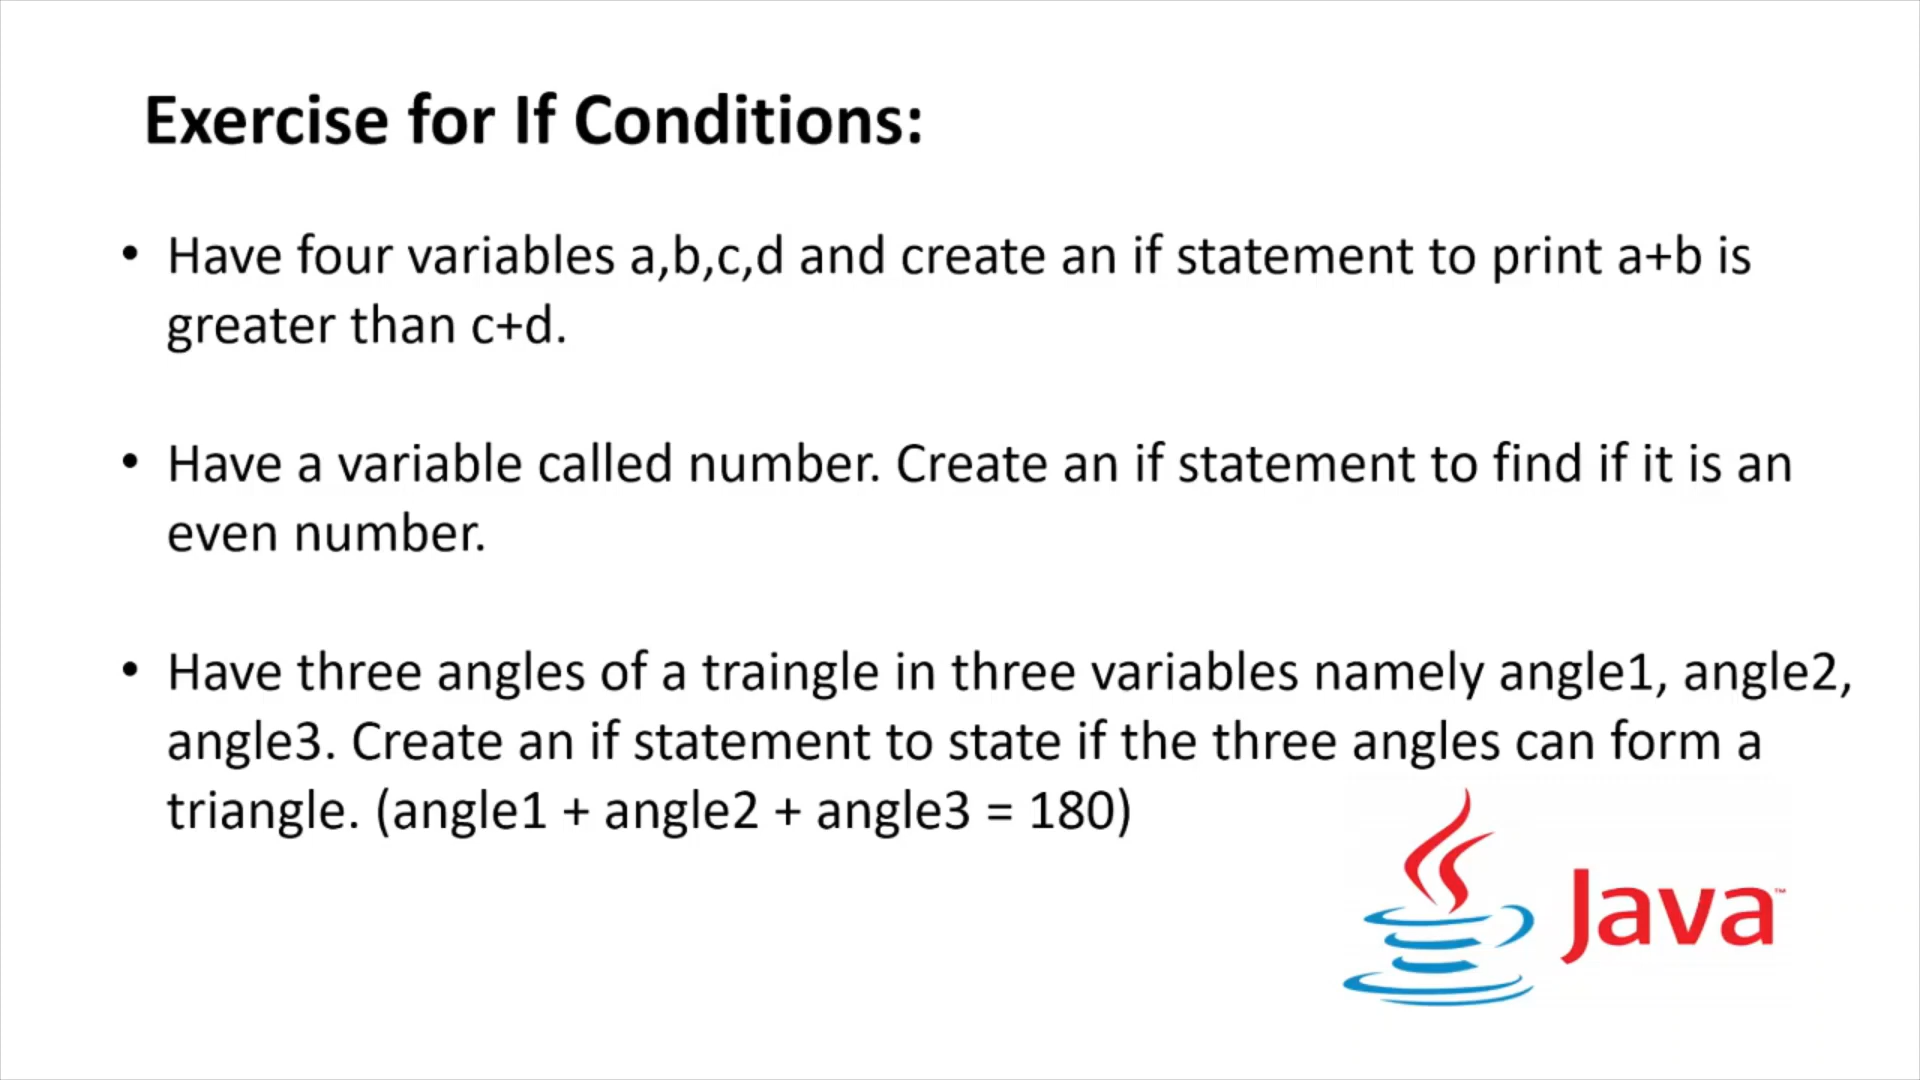 Exercise for If Conditions:
• Have four variables a,b,c,d and create an if statement to print a+b is
greater than c+d.
• Have a variable called number. Create an if statement to find if it is an
even number.
• Have three angles of a traingle in three variables namely angle1, angle2,
angle3. Create an if statement to state if the three angles can form a
triangle. (angle1 + angle2 + angle3 = 180)
Java™